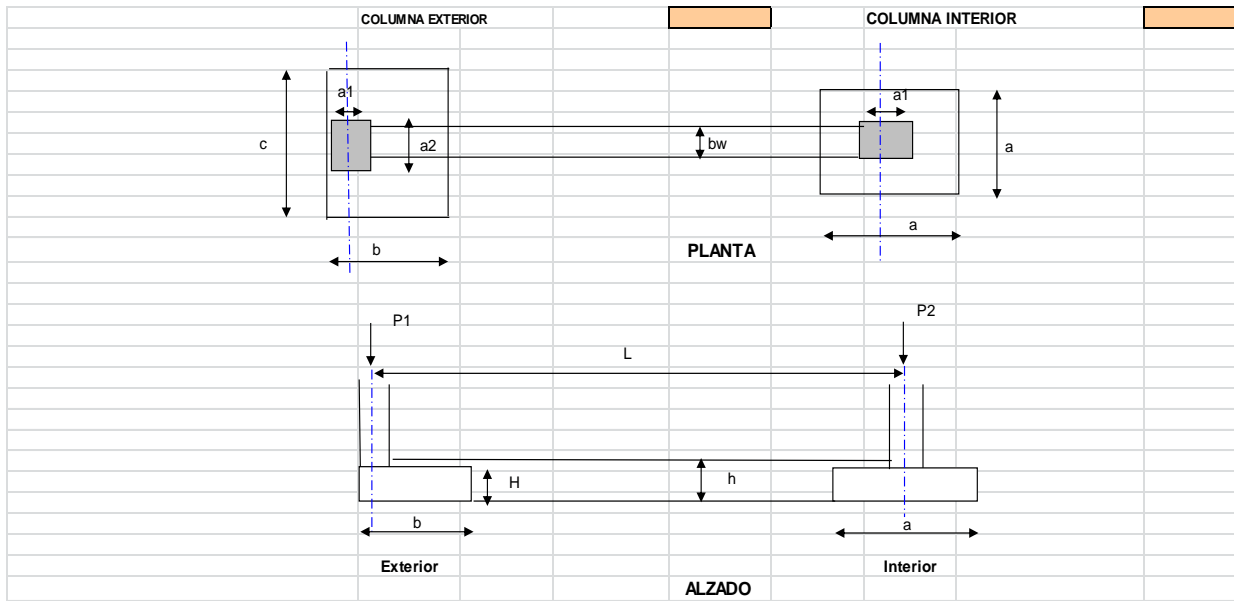 COLUMNA EXTERIOR
COLUMNA INTERIOR
a1
a1
c
a2
bw
a
a
b
PLANTA
P1
P2
L
H
h
b
a
Exterior
Interior
ALZADO